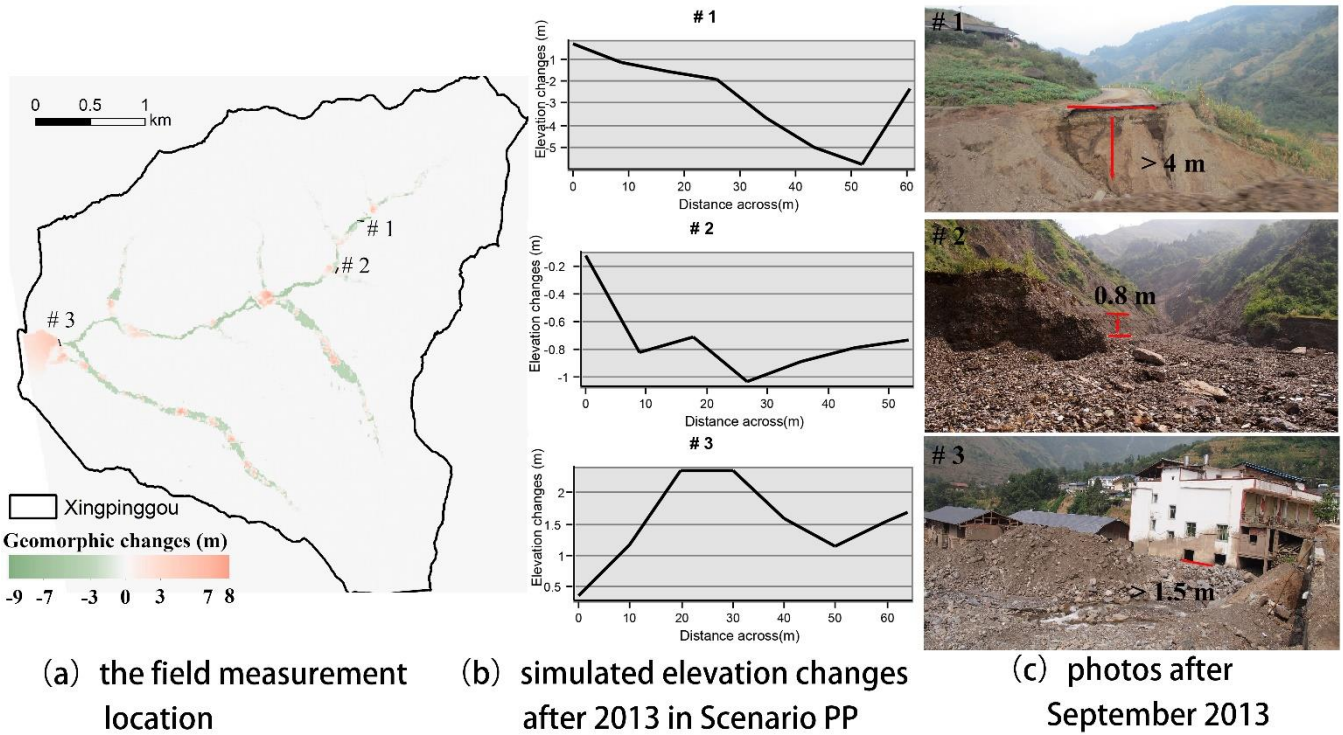 0 0.5 1
km
# 1
# 2
# 3
Xingpinggou
Geomorphic changes (m)
-9 -7 -3 0 3 7 8
(a) the field measurement
location
# 1
Elevation changes (m)
-1
-2
-3
-4
-5
0 10 20 30 40 50 60
Distance across(m)
# 2
Elevation changes (m)
-0.2
-0.4
-0.6
-0.8
-1
0 10 20 30 40 50
Distance across(m)
# 3
Elevation changes (m)
2
1.5
1
0.5
0 10 20 30 40 50 60
Distance across(m)
(b) simulated elevation changes
after 2013 in Scenario PP
# 1
> 4 m
# 2
0.8 m
# 3
> 1.5 m
(c) photos after
September 2013